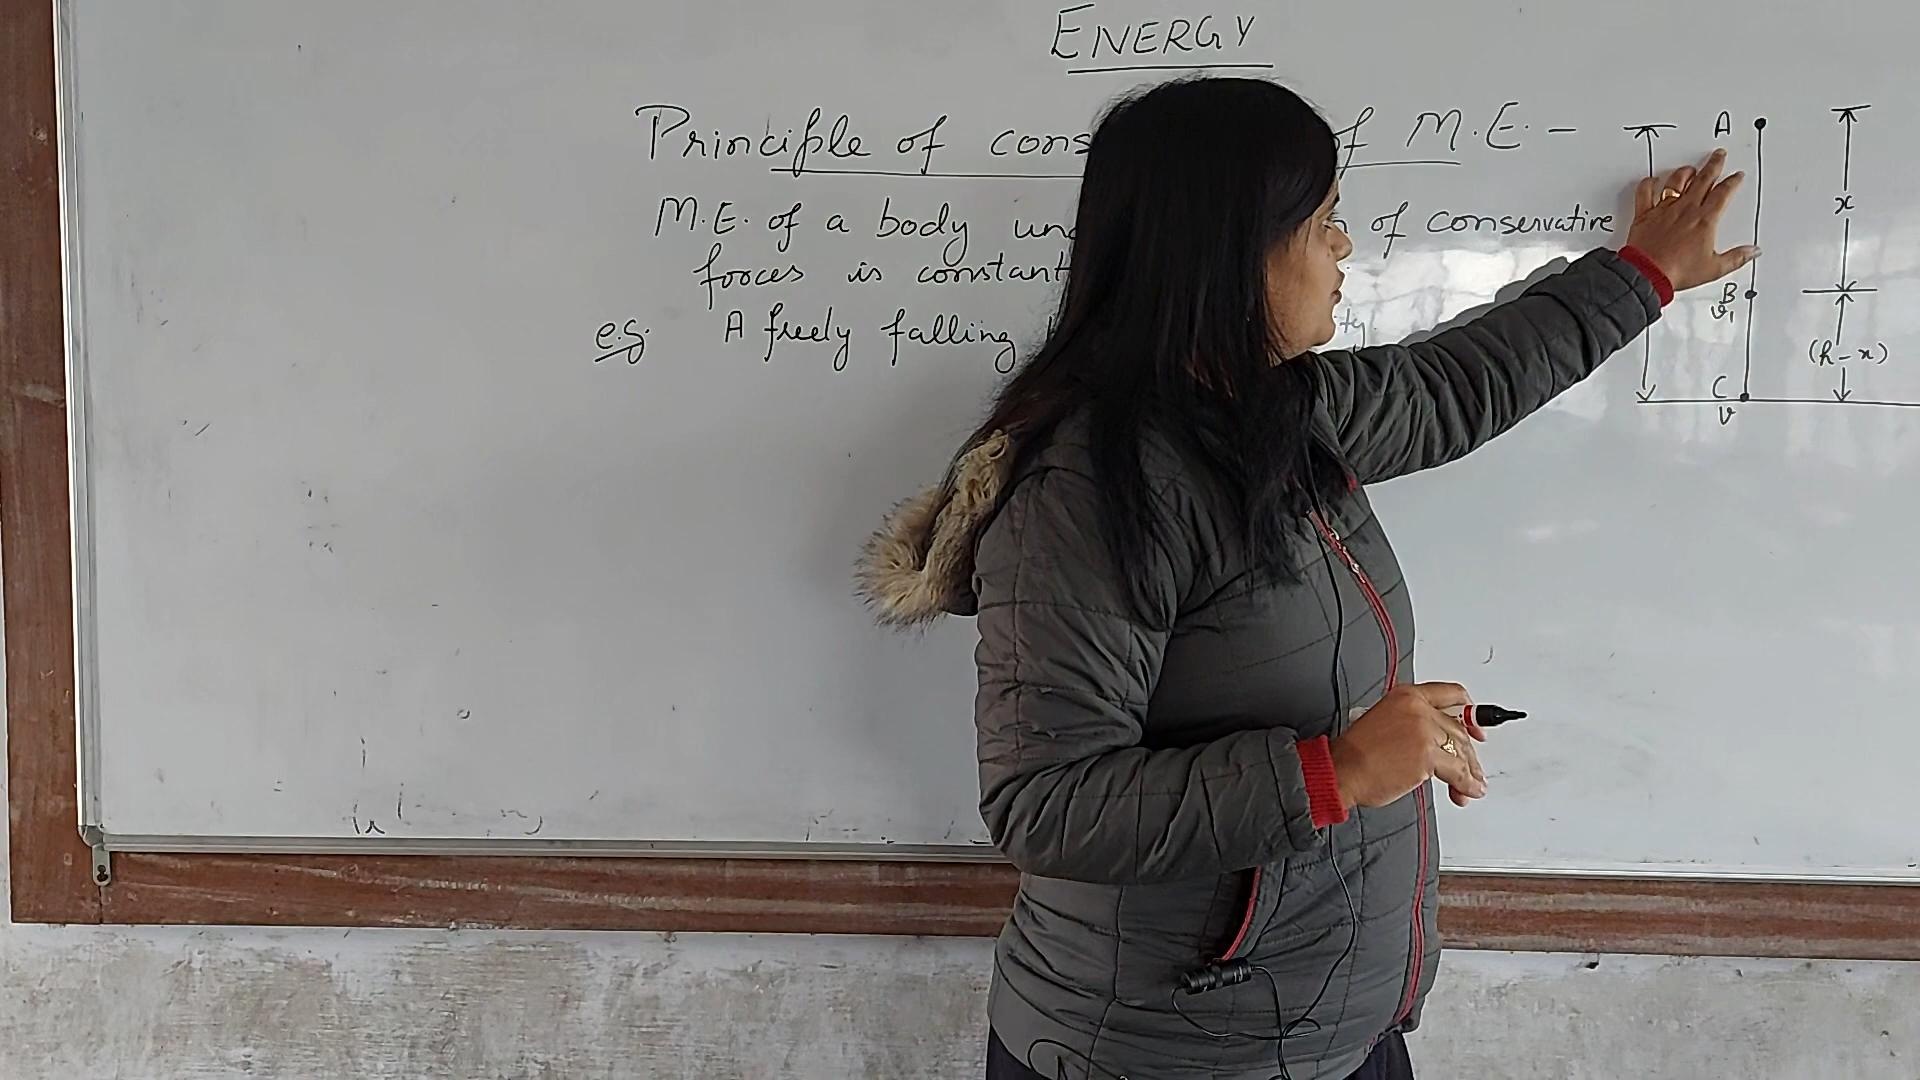 ENERGY
Principle of cons of M.E. –
M.E. of a body un of conservative
forces is constant
e.g. A freely falling
A
x
B
v₁
(h-x)
C
v